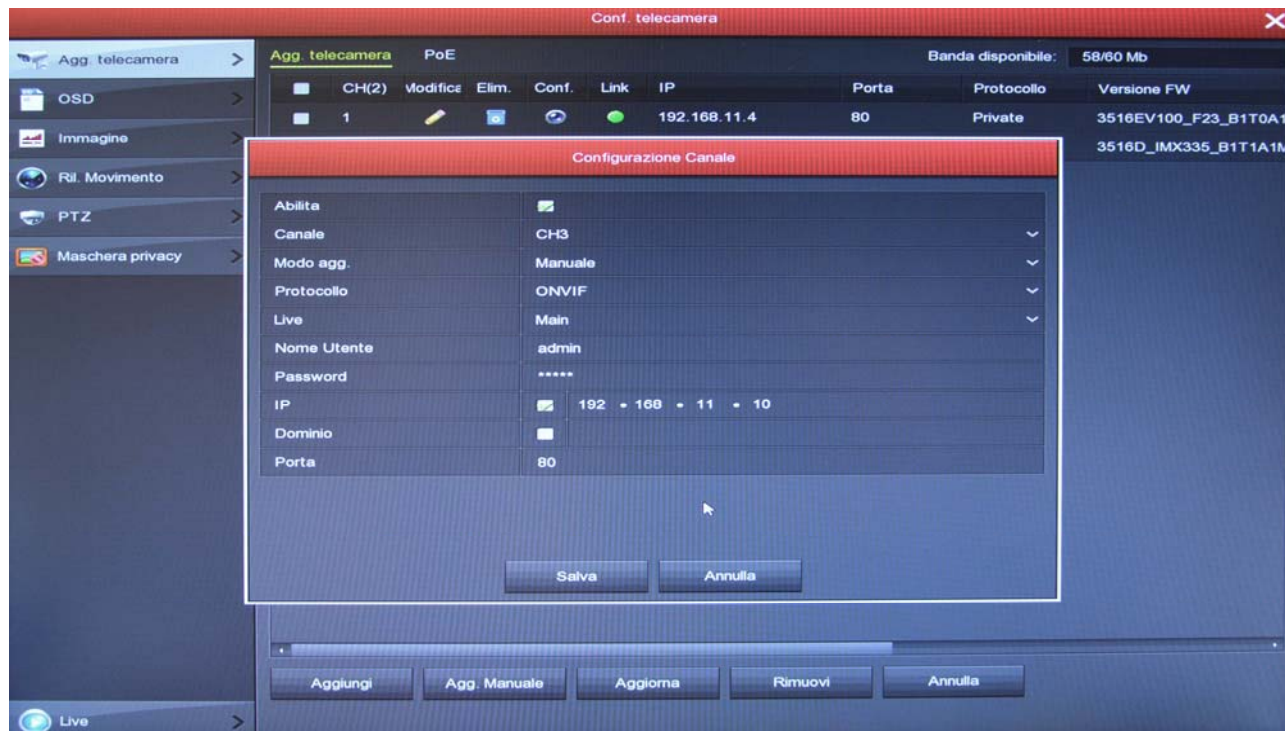 Conf. telecamera
Agg. telecamera
OSD
Immagine
Ril. Movimento
PTZ
Maschera privacy
Live
Agg. telecamera PoE Banda disponibile: 58/60 Mb
CH(2) Modifica Elim. Conf. Link IP Porta Protocollo Versione FW
1 192.168.11.4 80 Private 3516EV100_F23_B1T0A1
3516D_IMX335_B1T1A1M
Configurazione Canale
Abilita
Canale CH3
Modo agg. Manuale
Protocollo ONVIF
Live Main
Nome Utente admin
Password *****
IP 192 . 168 . 11 . 10
Dominio
Porta 80
Salva Annulla
Aggiungi Agg. Manuale Aggiorna Rimuovi Annulla